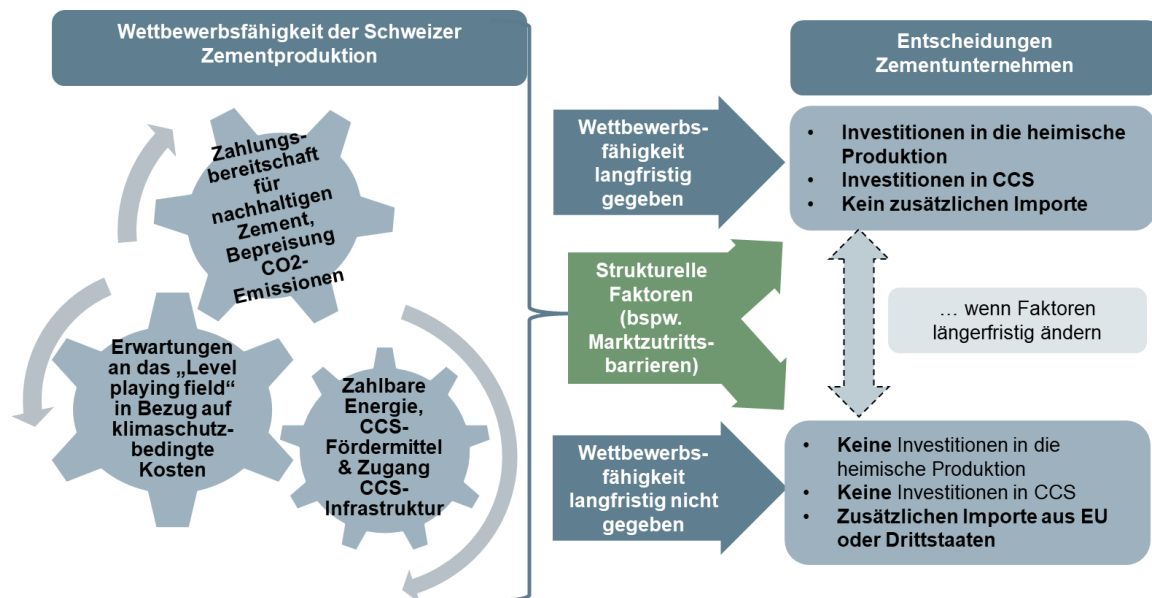 Wettbewerbsfähigkeit der Schweizer
Zementproduktion
Zahlungs-
bereitschaft
für
nachhaltigen
Zement,
Bepreisung
CO2-
Emissionen
Erwartungen
an das „Level
playing field“
in Bezug auf
klimaschutz-
bedingte
Kosten
Zahlbare
Energie,
CCS-
Fördermittel
& Zugang
CCS-
Infrastruktur
Wettbewerbs-
fähigkeit
langfristig
gegeben
Strukturelle
Faktoren
(bspw.
Marktzutritts-
barrieren)
Wettbewerbs-
fähigkeit
langfristig nicht
gegeben
Entscheidungen
Zementunternehmen
• Investitionen in die heimische
Produktion
• Investitionen in CCS
• Kein zusätzlichen Importe
… wenn Faktoren
längerfristig ändern
• Keine Investitionen in die
heimische Produktion
• Keine Investitionen in CCS
• Zusätzlichen Importe aus EU
oder Drittstaaten